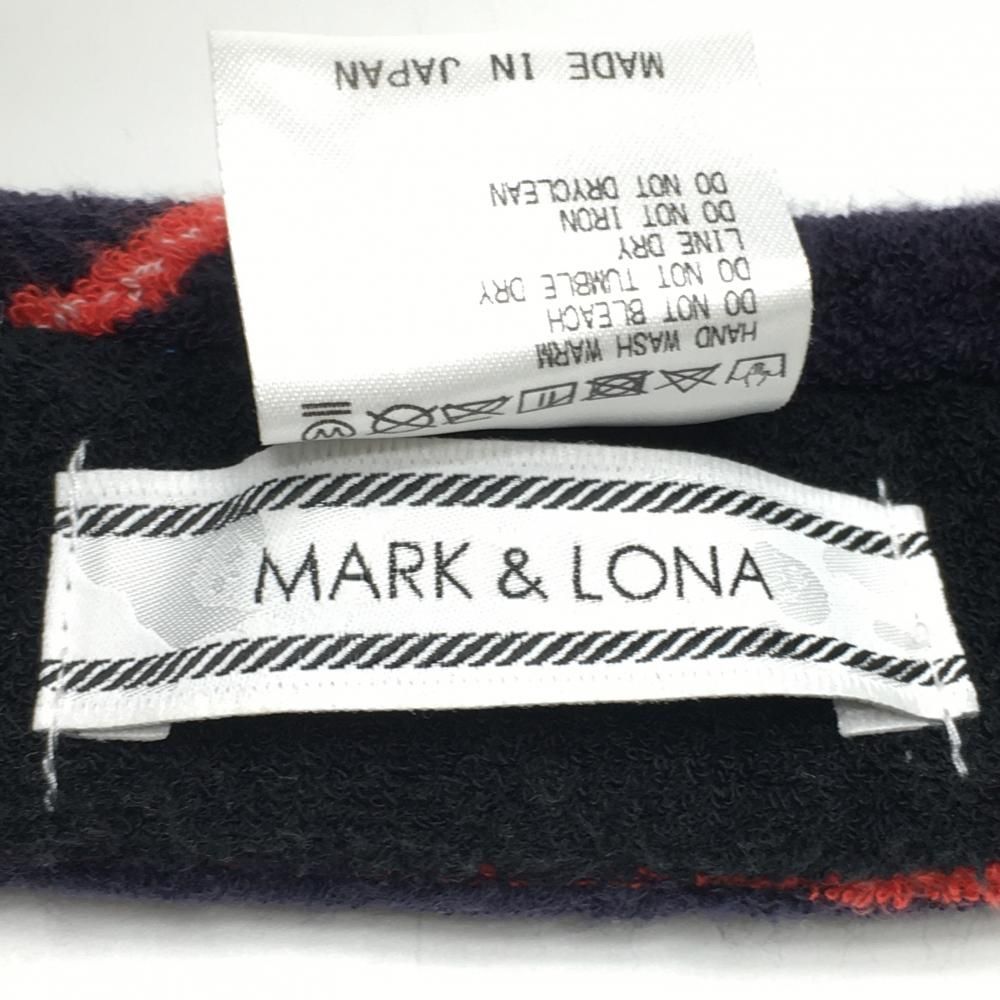 HAND WASH WARM
DO NOT BLEACH
DO NOT TUMBLE DRY
LINE DRY
DO NOT IRON
DO NOT DRYCLEAN
MADE IN JAPAN
MARK & LONA